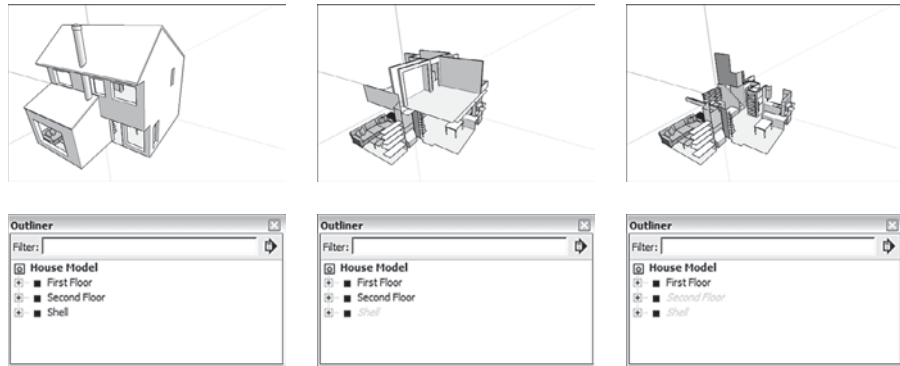 Outliner
Filter:
House Model
First Floor
Second Floor
Shell
Outliner
Filter:
House Model
First Floor
Second Floor
Shell
Outliner
Filter:
House Model
First Floor
Second Floor
Shell